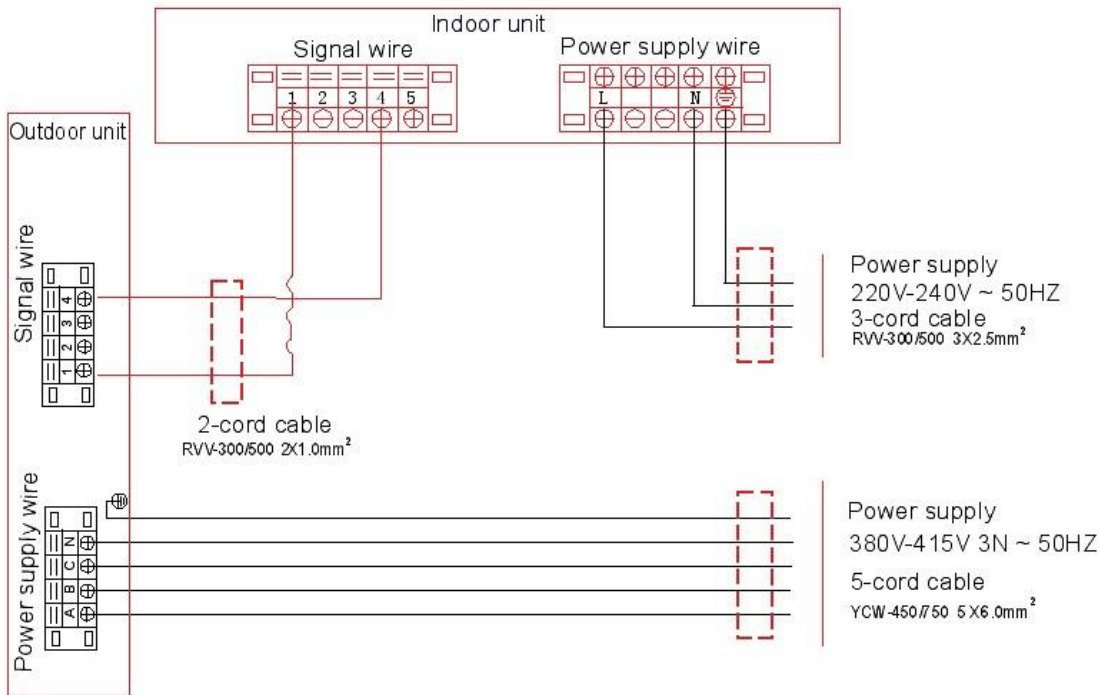 Indoor unit
Signal wire
Power supply wire
1 2 3 4 5
L N
Outdoor unit
Signal wire
4
3
2
1
Power supply
220V-240V ~ 50HZ
3-cord cable
RVV-300/500 3X2.5mm²
2-cord cable
RVV-300/500 2X1.0mm²
Power supply wire
N
C
B
A
Power supply
380V-415V 3N ~ 50HZ
5-cord cable
YCW-450/750 5X6.0mm²